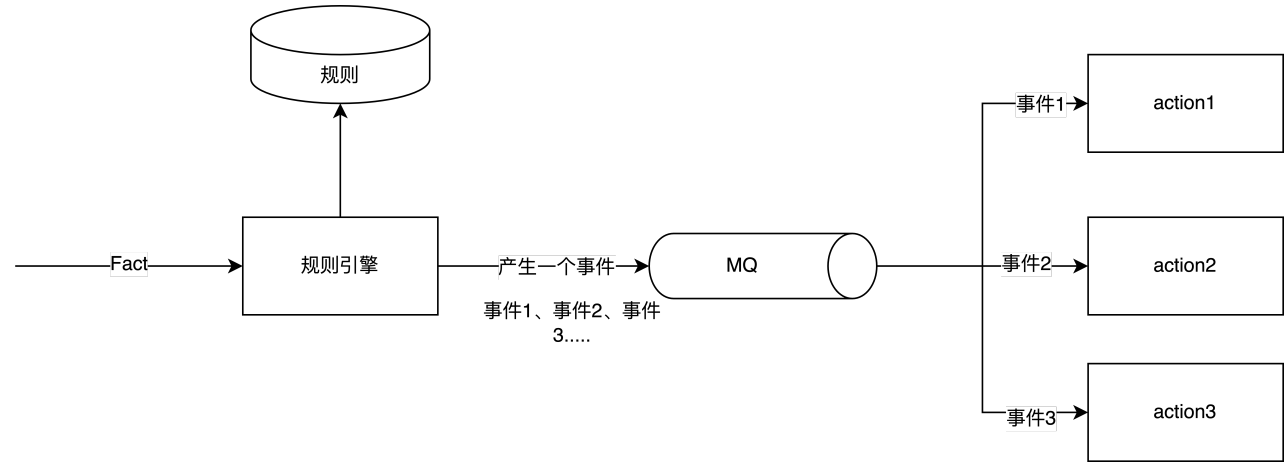 规则
Fact
规则引擎
产生一个事件
事件1、事件2、事件
3.....
MQ
事件1
action1
事件2
action2
事件3
action3